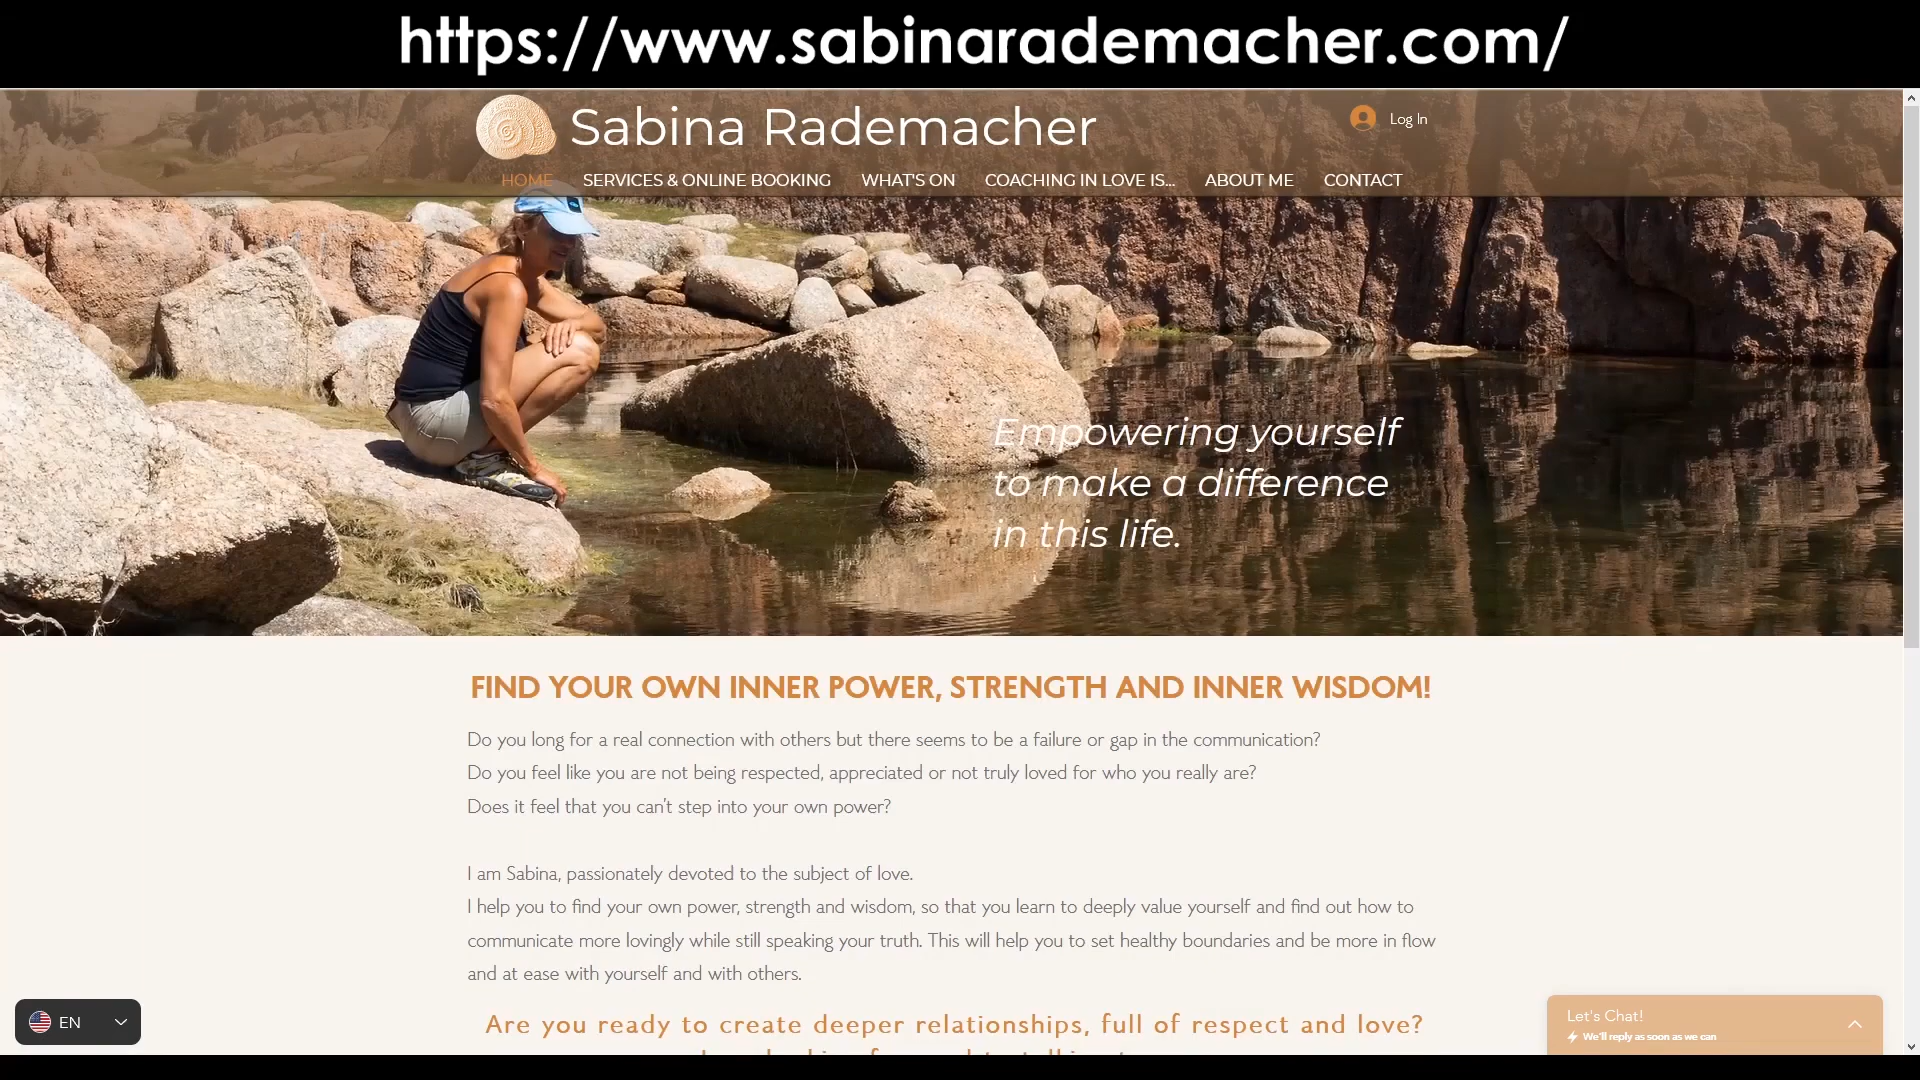 https://www.sabinarademacher.com/
Sabina Rademacher
Log In
HOME SERVICES & ONLINE BOOKING WHAT'S ON COACHING IN LOVE IS... ABOUT ME CONTACT
Empowering yourself
to make a difference
in this life.
FIND YOUR OWN INNER POWER, STRENGTH AND INNER WISDOM!
Do you long for a real connection with others but there seems to be a failure or gap in the communication?
Do you feel like you are not being respected, appreciated or not truly loved for who you really are?
Does it feel that you can't step into your own power?
I am Sabina, passionately devoted to the subject of love.
I help you to find your own power, strength and wisdom, so that you learn to deeply value yourself and find out how to
communicate more lovingly while still speaking your truth. This will help you to set healthy boundaries and be more in flow
and at ease with yourself and with others.
Are you ready to create deeper relationships, full of respect and love?
EN
Let's Chat!
We'll reply as soon as we can